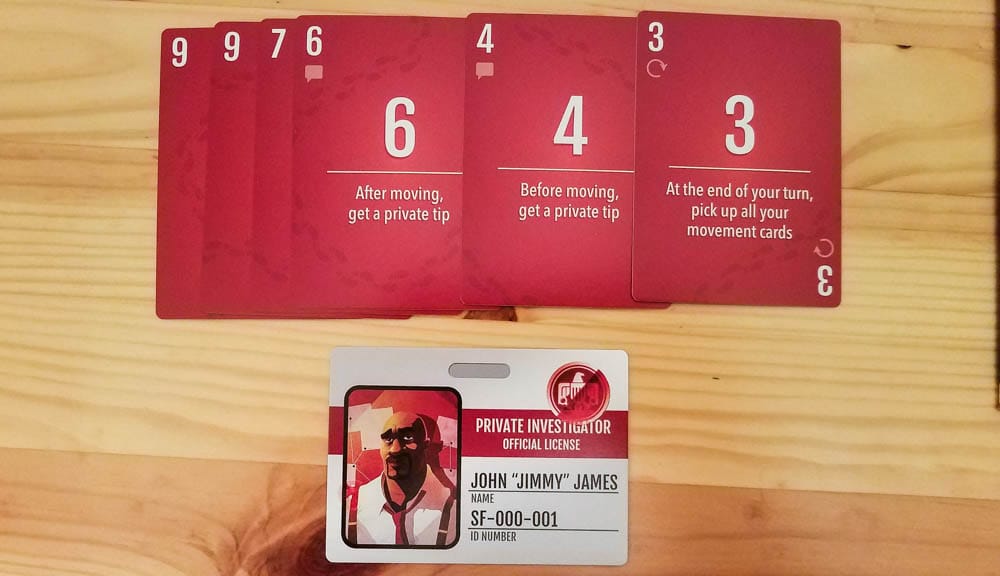 9
9
7
6
6
After moving,
get a private tip
4
4
Before moving,
get a private tip
3
3
At the end of your turn,
pick up all your
movement cards
3
PRIVATE INVESTIGATOR
OFFICIAL LICENSE
JOHN “JIMMY” JAMES
NAME
SF-000-001
ID NUMBER